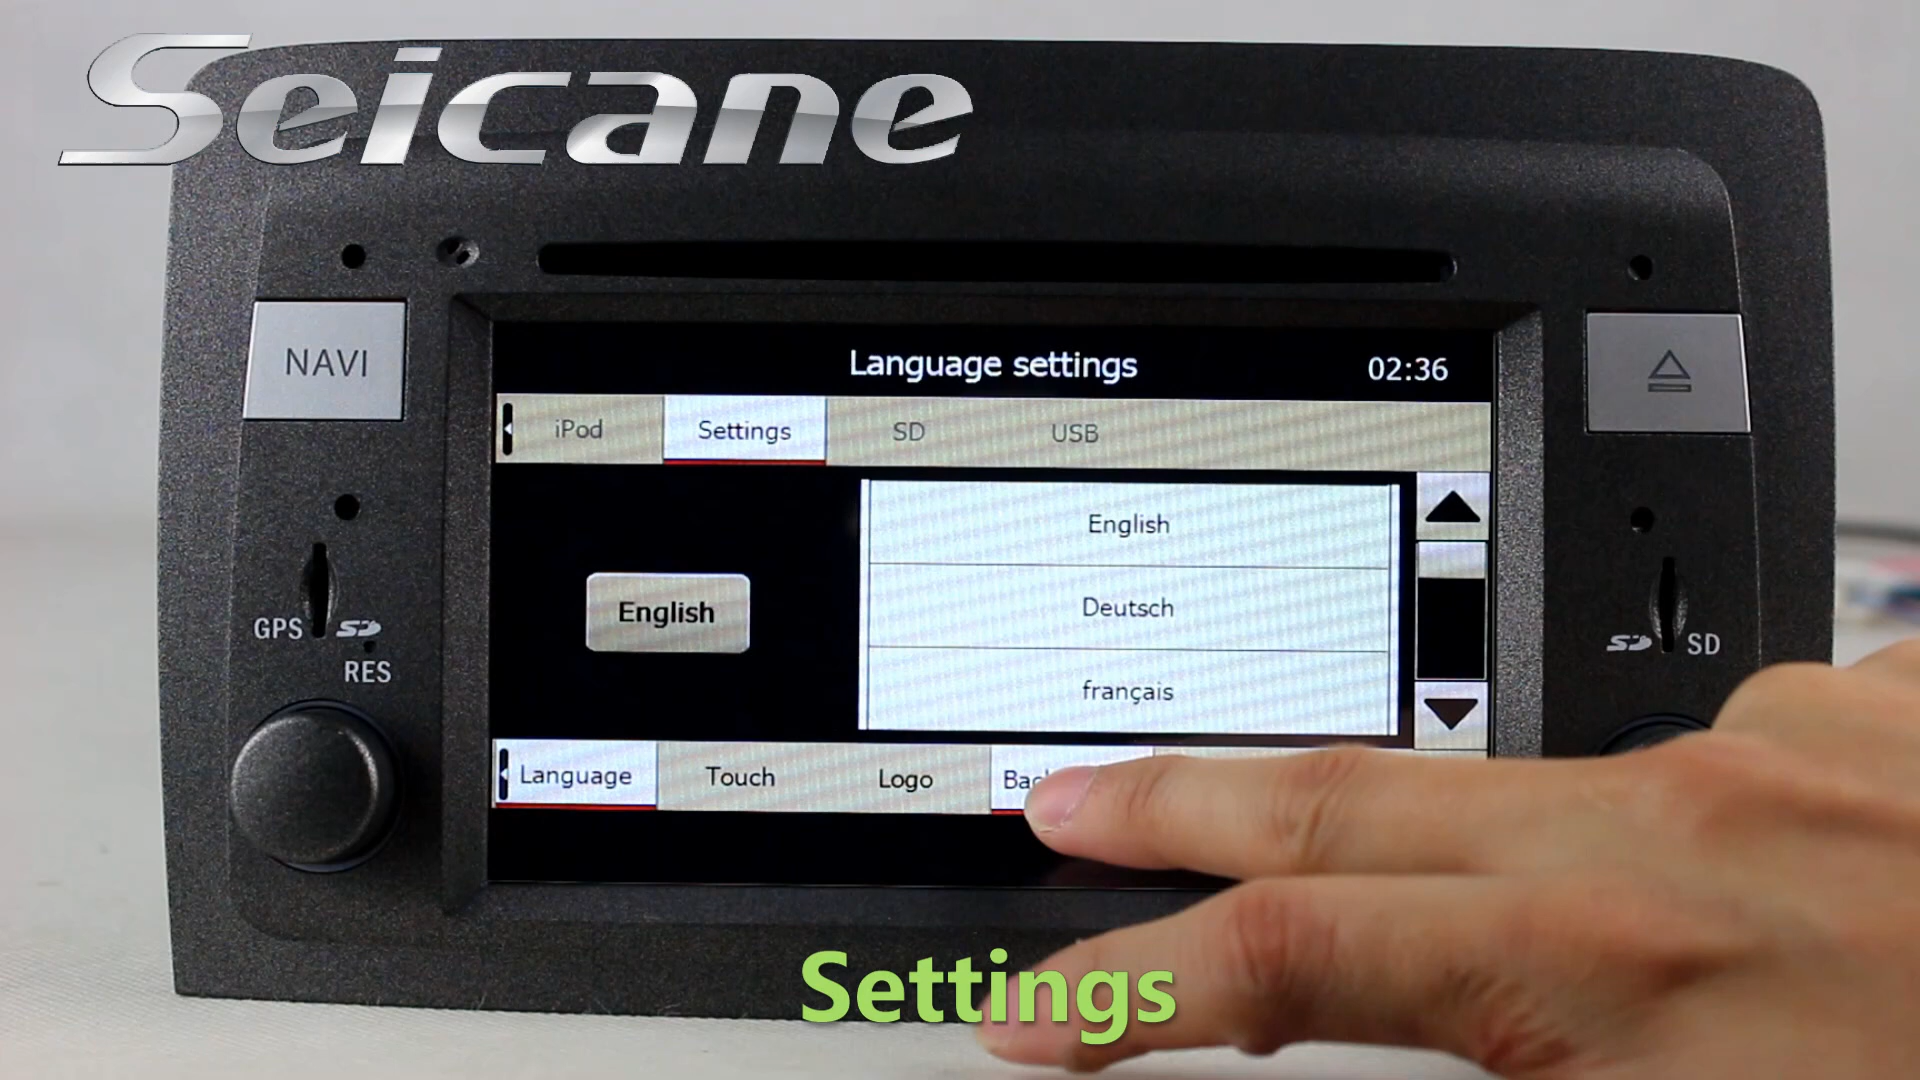 Seicane
NAVI
Language settings
02:36
iPod
Settings
SD
USB
English
English
Deutsch
français
GPS
RES
SD
Language
Touch
Logo
Settings